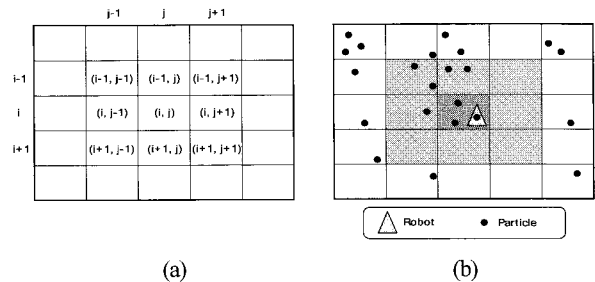 j-1 j j+1
i-1 (i-1, j-1) (i-1, j) (i-1, j+1)
i (i, j-1) (i, j) (i, j+1)
i+1 (i+1, j-1) (i+1, j) (i+1, j+1)
Robot Particle
(a) (b)